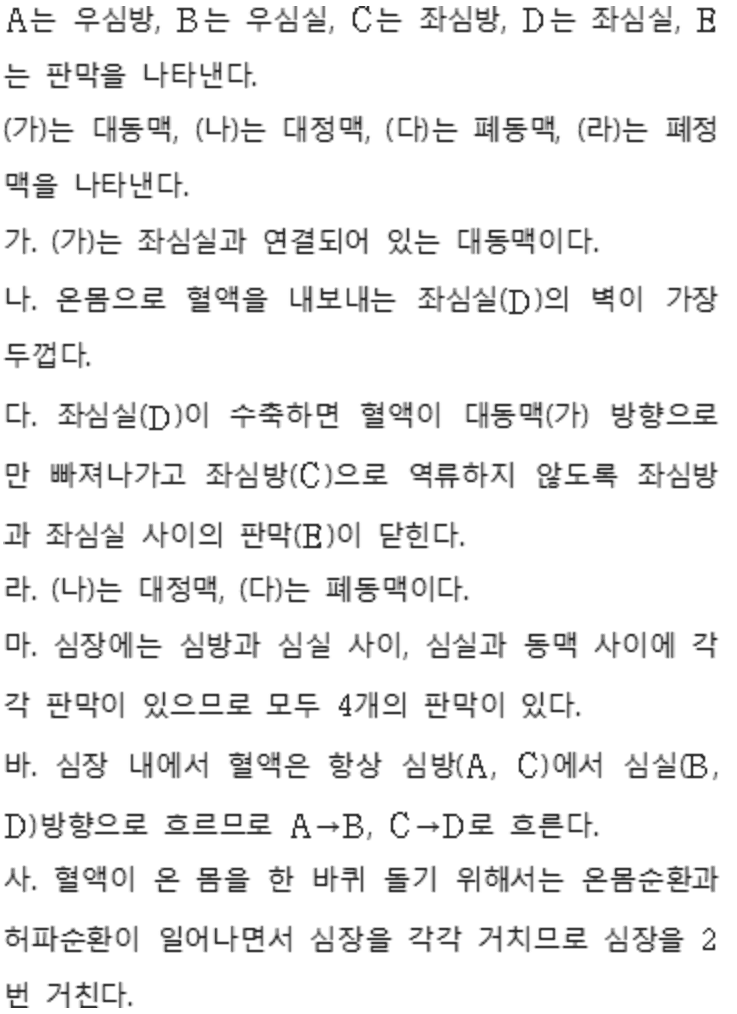 A는 우심방, B는 우심실, C는 좌심방, D는 좌심실, E
는 판막을 나타낸다.
(가)는 대동맥, (나)는 대정맥, (다)는 폐동맥, (라)는 폐정
맥을 나타낸다.
가. (가)는 좌심실과 연결되어 있는 대동맥이다.
나. 온몸으로 혈액을 내보내는 좌심실(D)의 벽이 가장
두껍다.
다. 좌심실(D)이 수축하면 혈액이 대동맥(가) 방향으로
만 빠져나가고 좌심방(C)으로 역류하지 않도록 좌심방
과 좌심실 사이의 판막(E)이 닫힌다.
라. (나)는 대정맥, (다)는 폐동맥이다.
마. 심장에는 심방과 심실 사이, 심실과 동맥 사이에 각
각 판막이 있으므로 모두 4개의 판막이 있다.
바. 심장 내에서 혈액은 항상 심방(A, C)에서 심실(B,
D)방향으로 흐르므로 A→B, C→D로 흐른다.
사. 혈액이 온 몸을 한 바퀴 돌기 위해서는 온몸순환과
허파순환이 일어나면서 심장을 각각 거치므로 심장을 2
번 거친다.